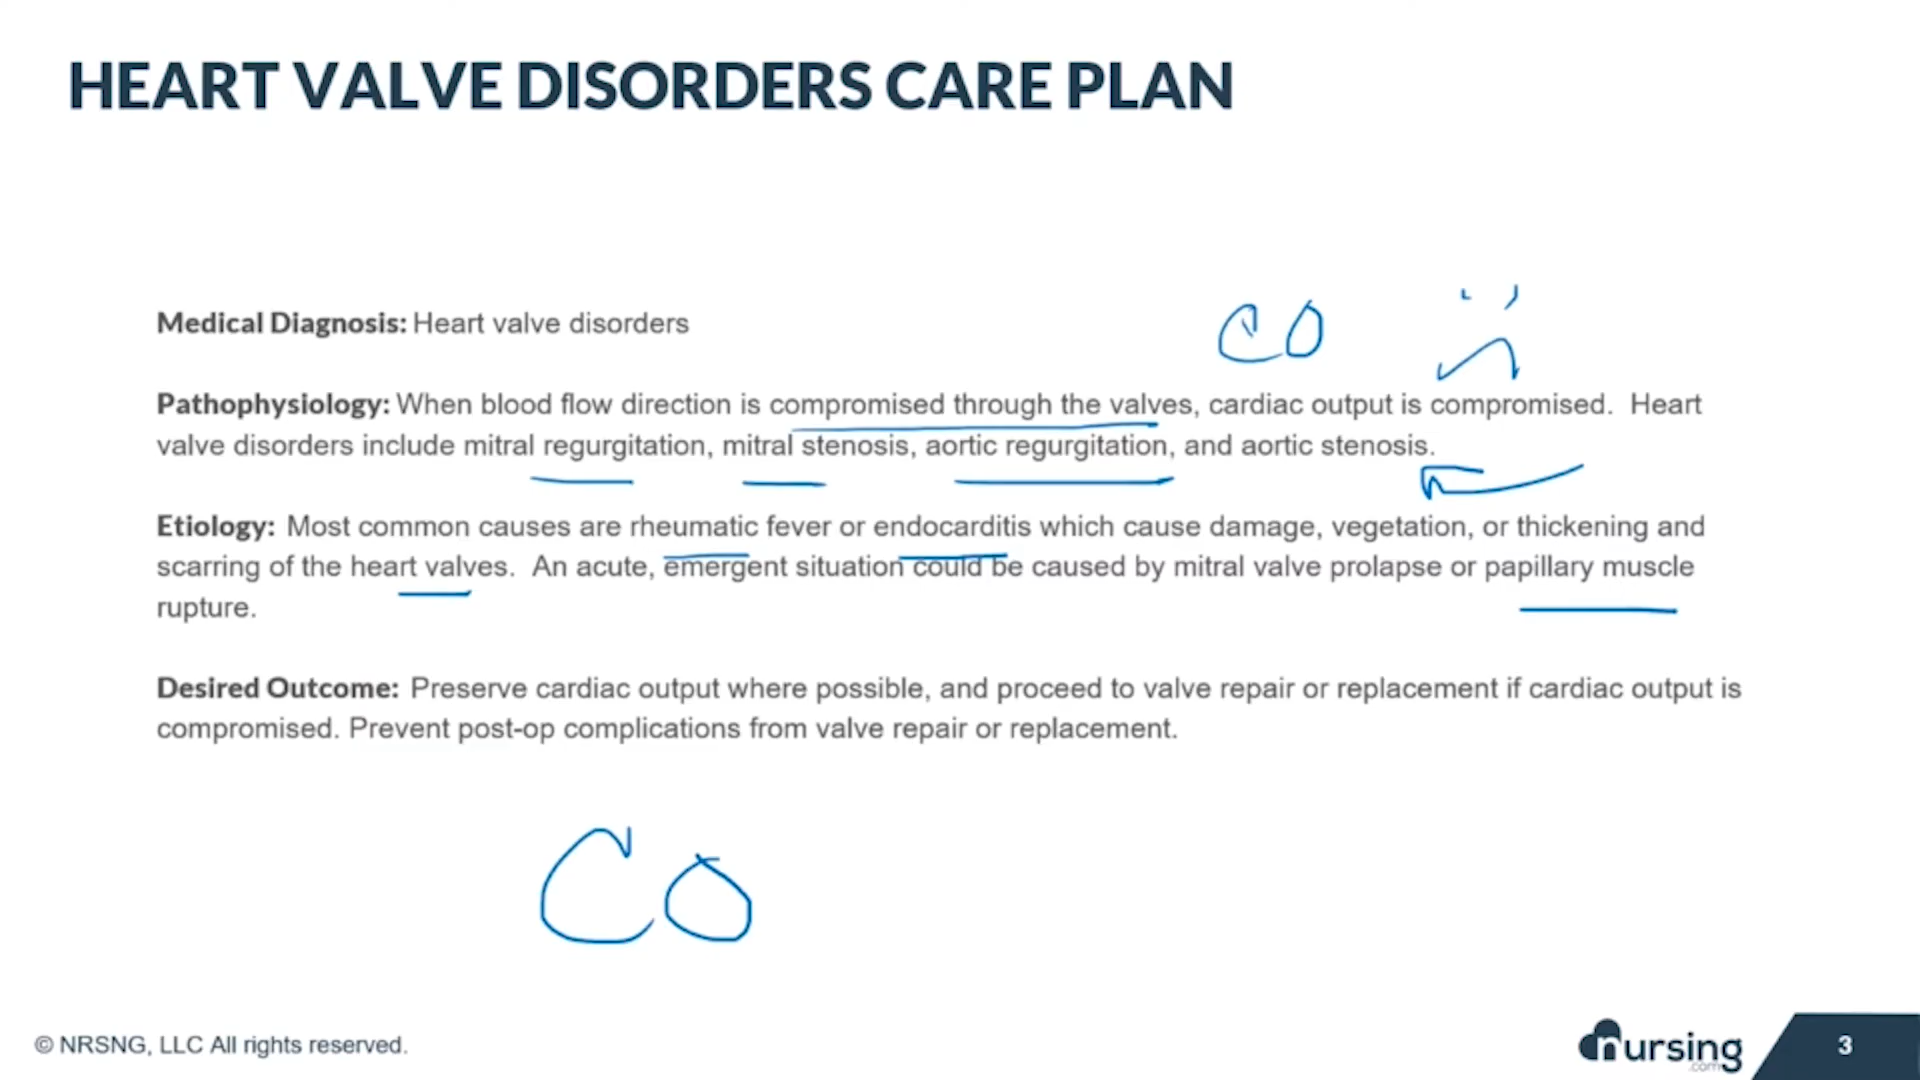 HEART VALVE DISORDERS CARE PLAN
CO
Medical Diagnosis: Heart valve disorders
Pathophysiology: When blood flow direction is compromised through the valves, cardiac output is compromised. Heart
valve disorders include mitral regurgitation, mitral stenosis, aortic regurgitation, and aortic stenosis.
Etiology: Most common causes are rheumatic fever or endocarditis which cause damage, vegetation, or thickening and
scarring of the heart valves. An acute, emergent situation could be caused by mitral valve prolapse or papillary muscle
rupture.
Desired Outcome: Preserve cardiac output where possible, and proceed to valve repair or replacement if cardiac output is
compromised. Prevent post-op complications from valve repair or replacement.
CO
© NRSNG, LLC All rights reserved.
nursing
.com
3